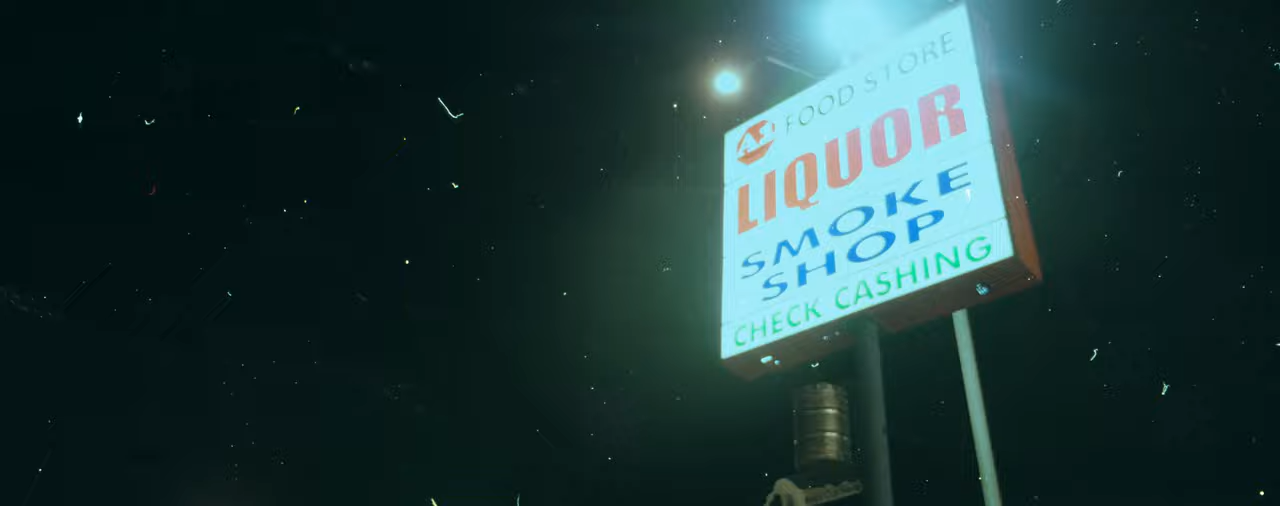 FOOD STORE
LIQUOR
SMOKE
SHOP
CHECK CASHING